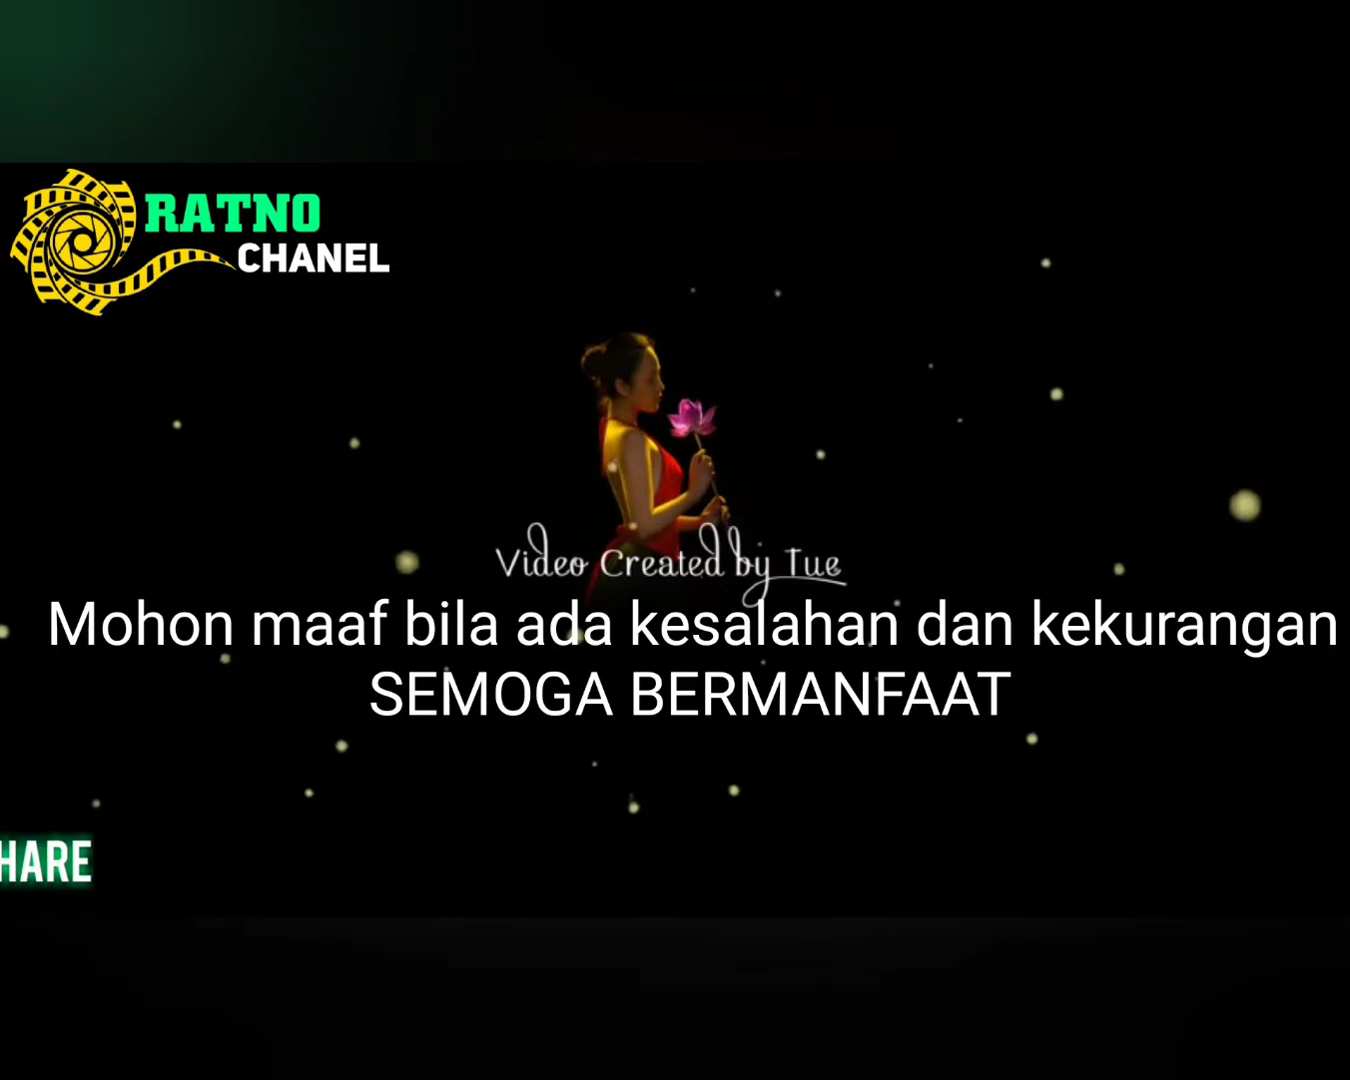 RATNO
CHANEL
Video Created by Tue
Mohon maaf bila ada kesalahan dan kekurangan
SEMOGA BERMANFAAT
HARE